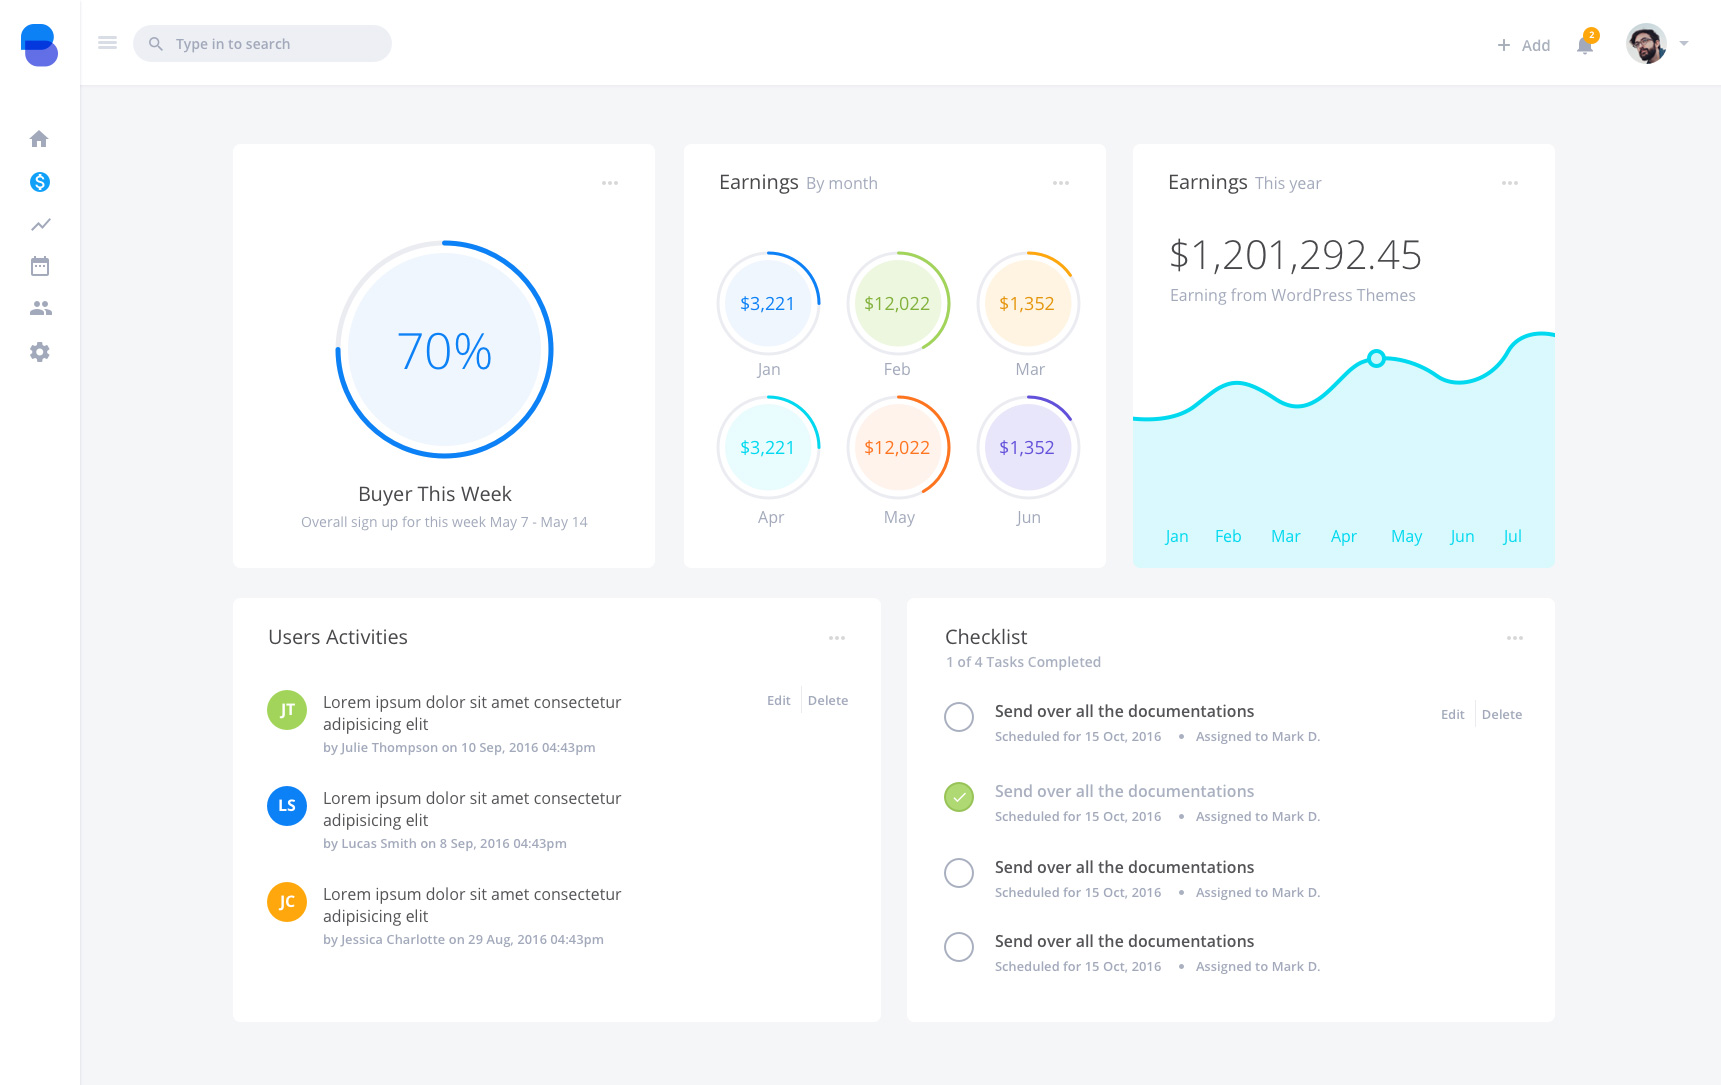 Type in to search
Add
2
70%
Buyer This Week
Overall sign up for this week May 7 - May 14
Earnings By month
$3,221
$12,022
$1,352
Jan
Feb
Mar
$3,221
$12,022
$1,352
Apr
May
Jun
Earnings This year
$1,201,292.45
Earning from WordPress Themes
Jan Feb Mar Apr May Jun Jul
Users Activities
JT
Lorem ipsum dolor sit amet consectetur
adipisicing elit
by Julie Thompson on 10 Sep, 2016 04:43pm
Edit
Delete
LS
Lorem ipsum dolor sit amet consectetur
adipisicing elit
by Lucas Smith on 8 Sep, 2016 04:43pm
JC
Lorem ipsum dolor sit amet consectetur
adipisicing elit
by Jessica Charlotte on 29 Aug, 2016 04:43pm
Checklist
1 of 4 Tasks Completed
Send over all the documentations
Scheduled for 15 Oct, 2016 • Assigned to Mark D.
Edit
Delete
Send over all the documentations
Scheduled for 15 Oct, 2016 • Assigned to Mark D.
Send over all the documentations
Scheduled for 15 Oct, 2016 • Assigned to Mark D.
Send over all the documentations
Scheduled for 15 Oct, 2016 • Assigned to Mark D.